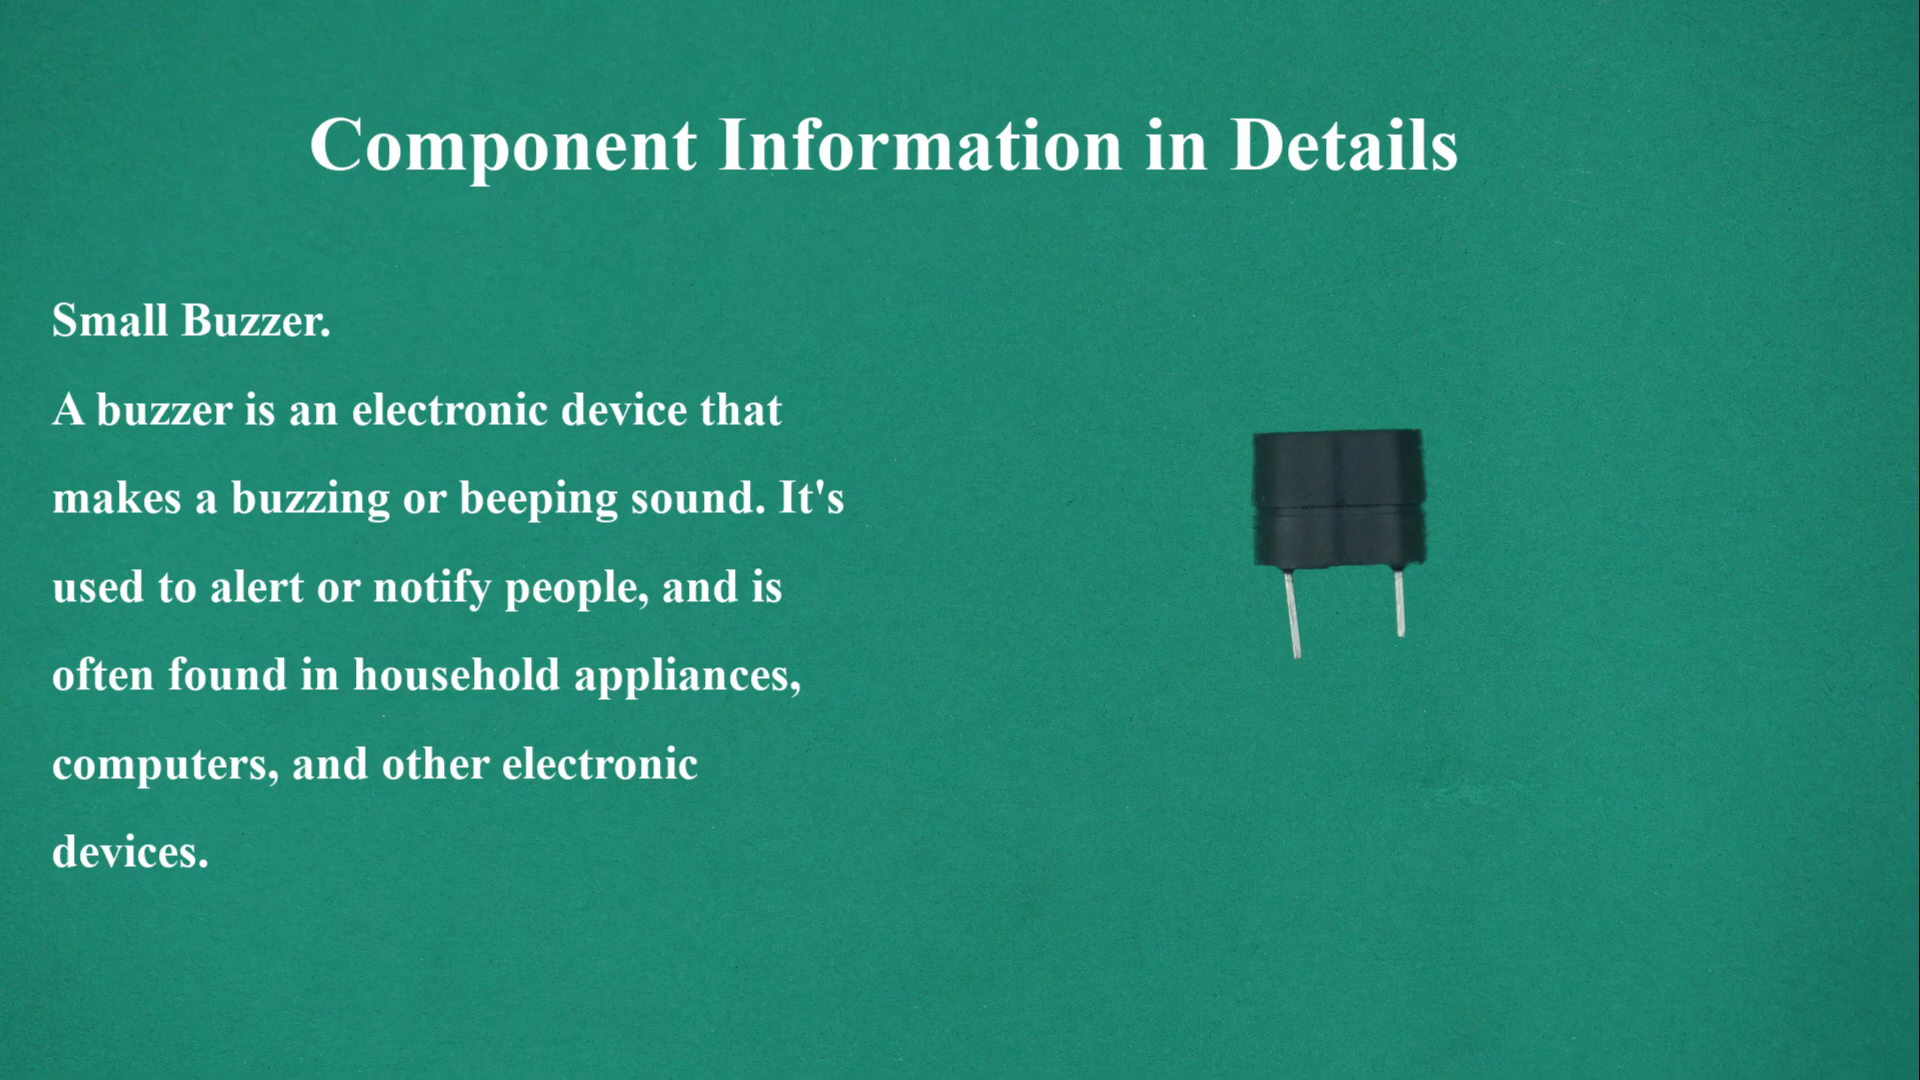 Component Information in Details
Small Buzzer.
A buzzer is an electronic device that
makes a buzzing or beeping sound. It's
used to alert or notify people, and is
often found in household appliances,
computers, and other electronic
devices.